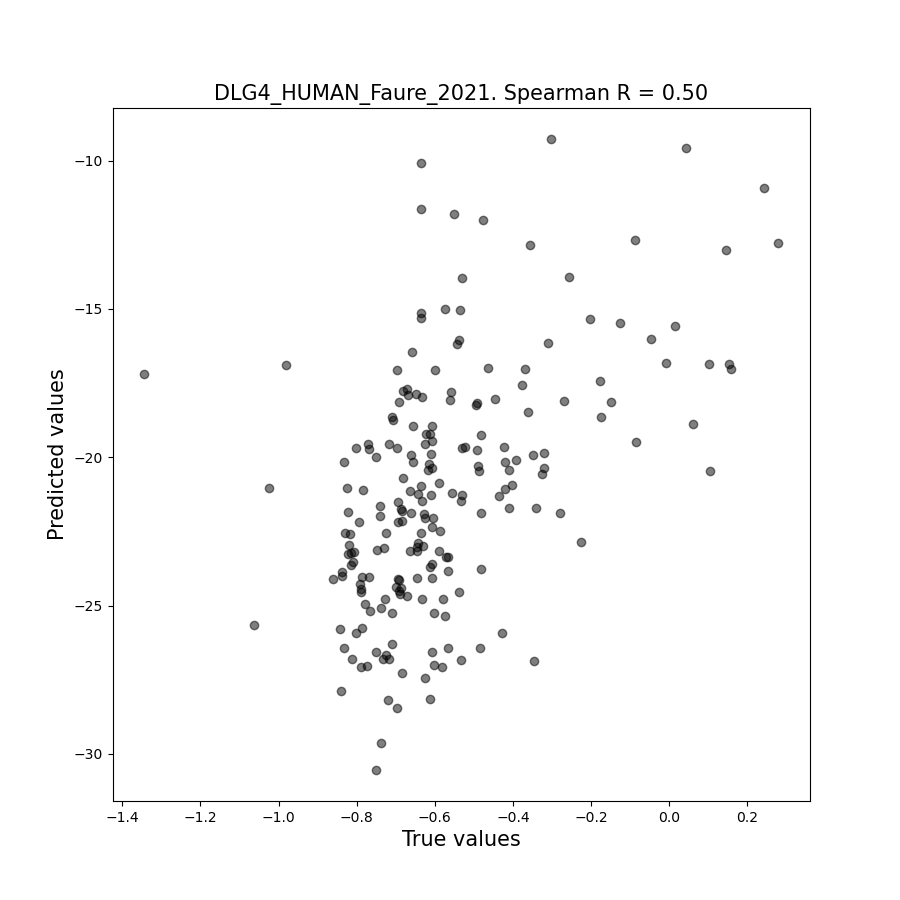 DLG4_HUMAN_Faure_2021. Spearman R = 0.50
Predicted values
−10
−15
−20
−25
−30
−1.4 −1.2 −1.0 −0.8 −0.6 −0.4 −0.2 0.0 0.2
True values